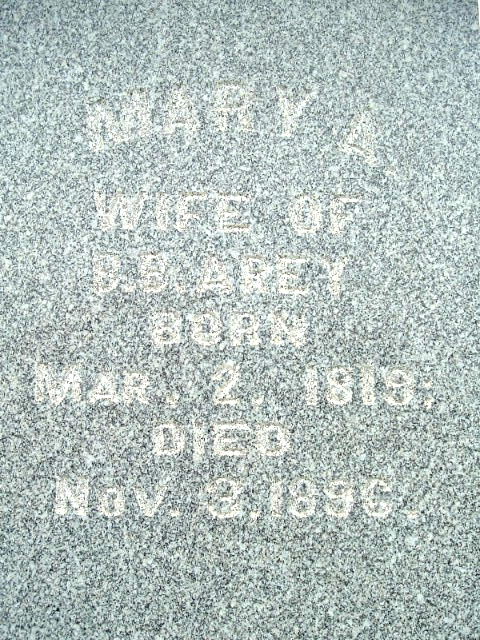 MARY A.
WIFE OF
B.S. AREY
BORN
MAR. 2. 1819:
DIED
NOV. 3. 1896.